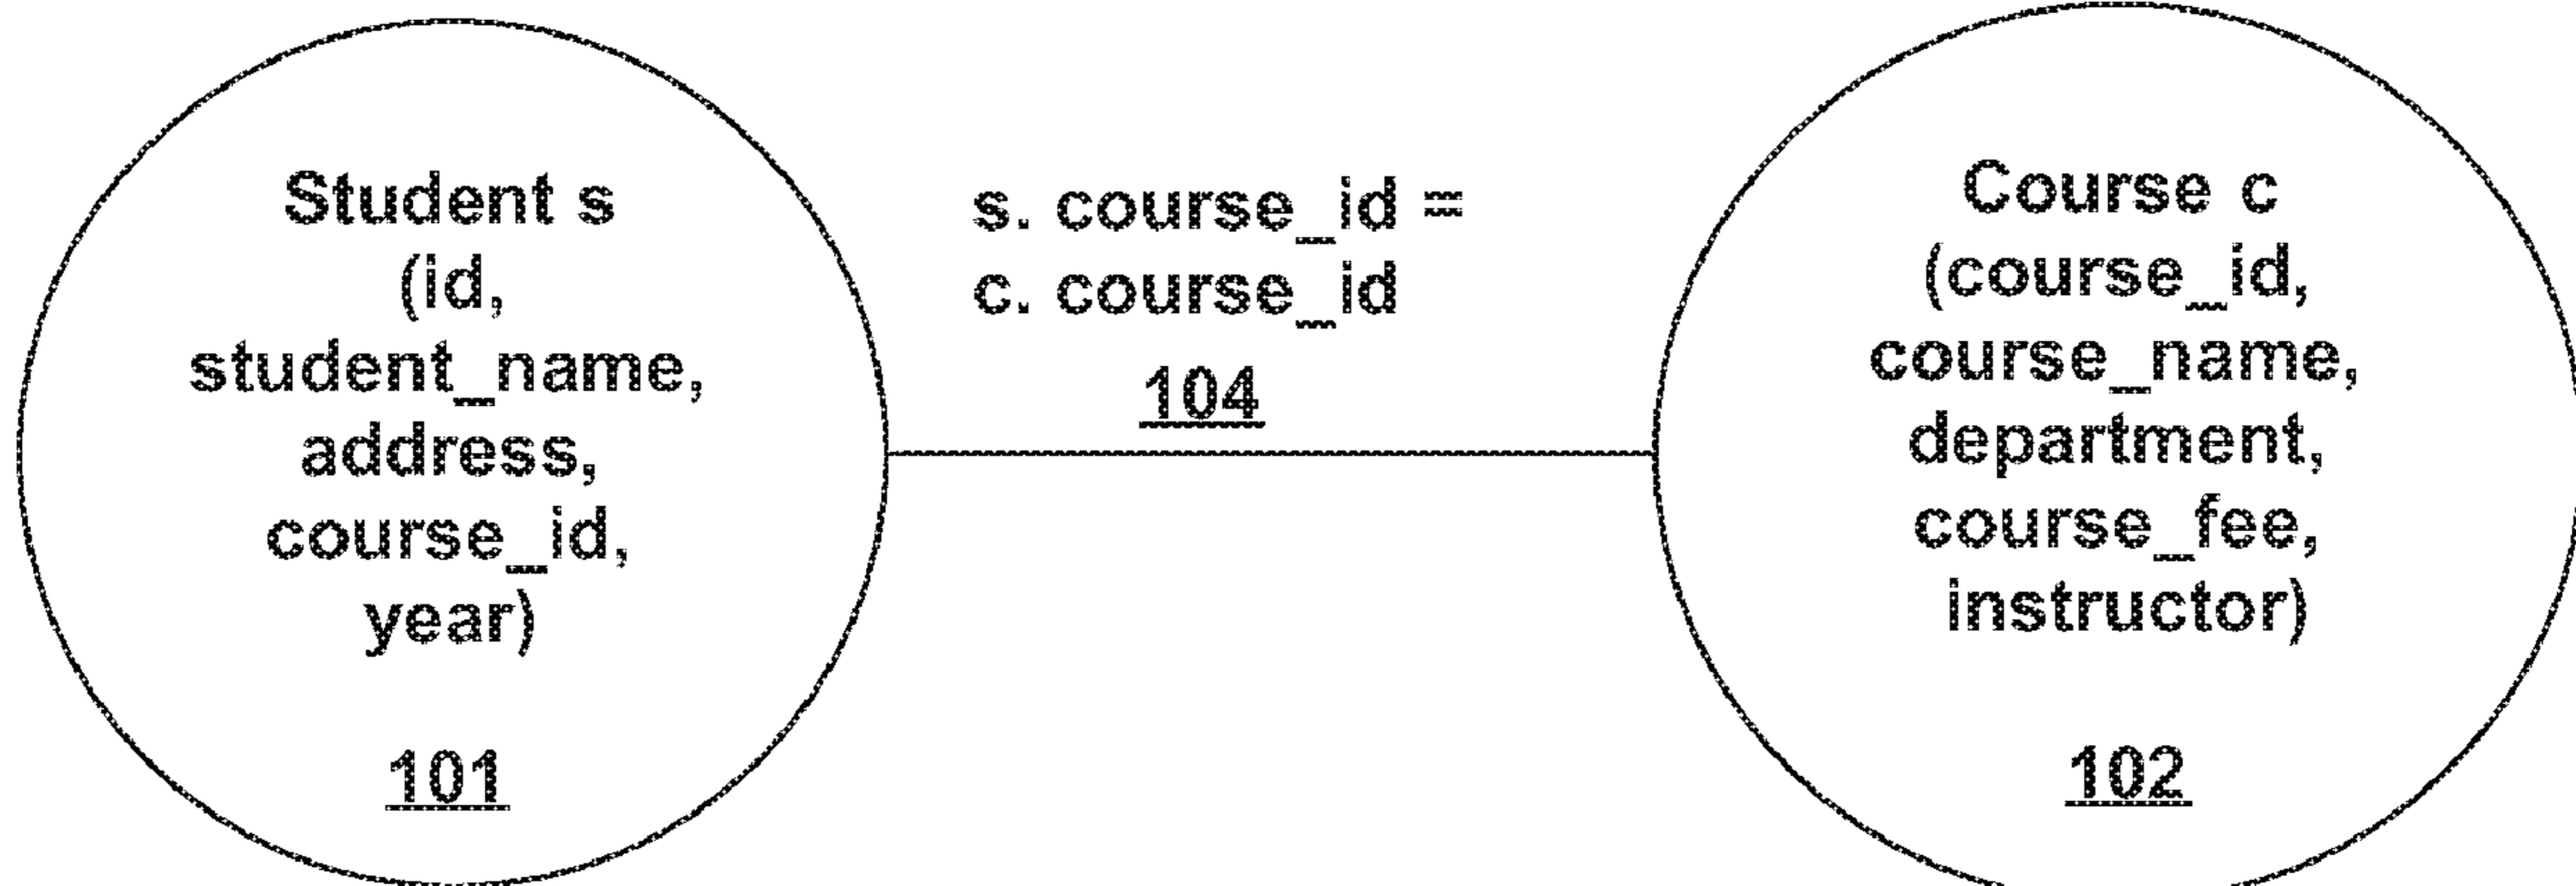 Student s
(id,
student_name,
address,
course_id,
year)
101
s. course_id =
c. course_id
104
Course c
(course_id,
course_name,
department,
course_fee,
instructor)
102